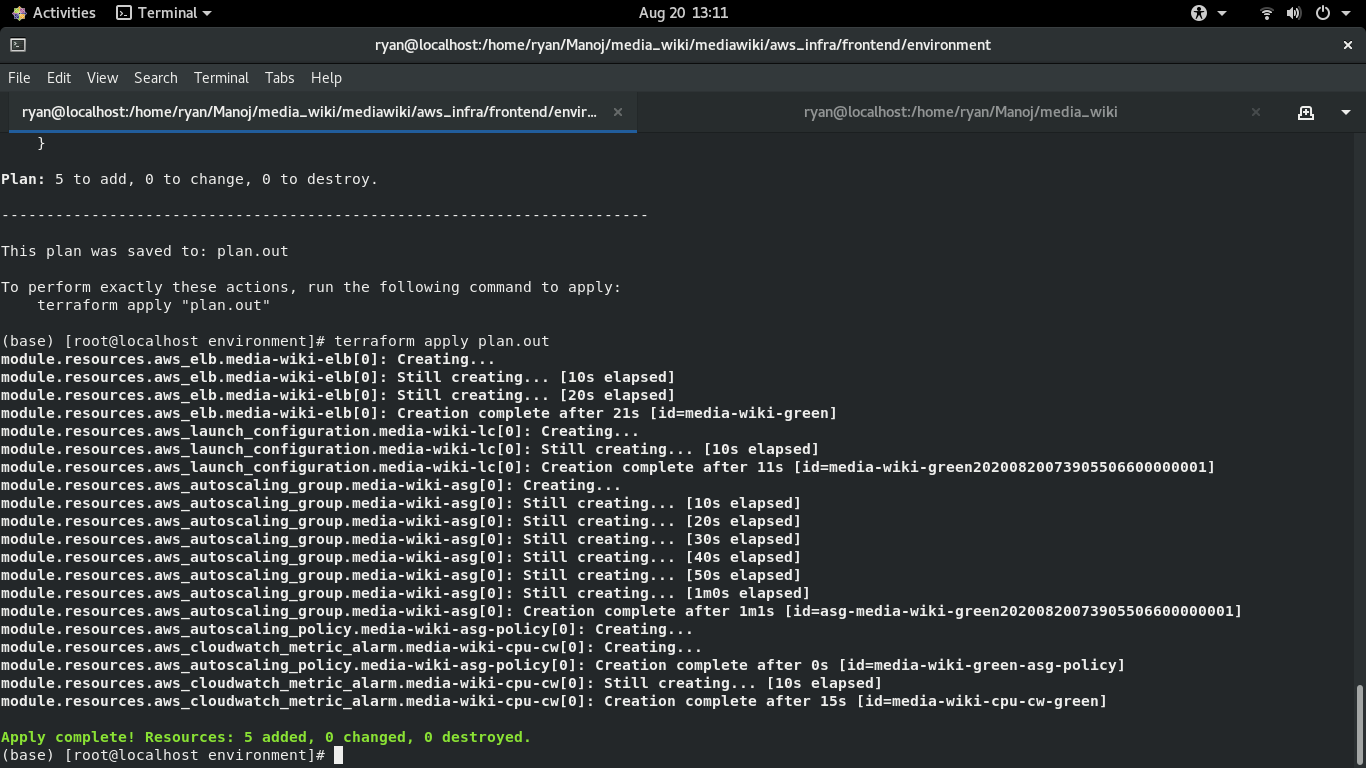 Activities Terminal Aug 20 13:11
ryan@localhost:/home/ryan/Manoj/media_wiki/mediawiki/aws_infra/frontend/environment
File Edit View Search Terminal Tabs Help
ryan@localhost:/home/ryan/Manoj/media_wiki/mediawiki/aws_infra/frontend/envir... ryan@localhost:/home/ryan/Manoj/media_wiki
    }
Plan: 5 to add, 0 to change, 0 to destroy.
------------------------------------------------------------------------
This plan was saved to: plan.out
To perform exactly these actions, run the following command to apply:
    terraform apply "plan.out"
(base) [root@localhost environment]# terraform apply plan.out
module.resources.aws_elb.media-wiki-elb[0]: Creating...
module.resources.aws_elb.media-wiki-elb[0]: Still creating... [10s elapsed]
module.resources.aws_elb.media-wiki-elb[0]: Still creating... [20s elapsed]
module.resources.aws_elb.media-wiki-elb[0]: Creation complete after 21s [id=media-wiki-green]
module.resources.aws_launch_configuration.media-wiki-lc[0]: Creating...
module.resources.aws_launch_configuration.media-wiki-lc[0]: Still creating... [10s elapsed]
module.resources.aws_launch_configuration.media-wiki-lc[0]: Creation complete after 11s [id=media-wiki-green20200820073905506600000001]
module.resources.aws_autoscaling_group.media-wiki-asg[0]: Creating...
module.resources.aws_autoscaling_group.media-wiki-asg[0]: Still creating... [10s elapsed]
module.resources.aws_autoscaling_group.media-wiki-asg[0]: Still creating... [20s elapsed]
module.resources.aws_autoscaling_group.media-wiki-asg[0]: Still creating... [30s elapsed]
module.resources.aws_autoscaling_group.media-wiki-asg[0]: Still creating... [40s elapsed]
module.resources.aws_autoscaling_group.media-wiki-asg[0]: Still creating... [50s elapsed]
module.resources.aws_autoscaling_group.media-wiki-asg[0]: Still creating... [1m0s elapsed]
module.resources.aws_autoscaling_group.media-wiki-asg[0]: Creation complete after 1m1s [id=asg-media-wiki-green20200820073905506600000001]
module.resources.aws_autoscaling_policy.media-wiki-asg-policy[0]: Creating...
module.resources.aws_cloudwatch_metric_alarm.media-wiki-cpu-cw[0]: Creating...
module.resources.aws_autoscaling_policy.media-wiki-asg-policy[0]: Creation complete after 0s [id=media-wiki-green-asg-policy]
module.resources.aws_cloudwatch_metric_alarm.media-wiki-cpu-cw[0]: Still creating... [10s elapsed]
module.resources.aws_cloudwatch_metric_alarm.media-wiki-cpu-cw[0]: Creation complete after 15s [id=media-wiki-cpu-cw-green]
Apply complete! Resources: 5 added, 0 changed, 0 destroyed.
(base) [root@localhost environment]#